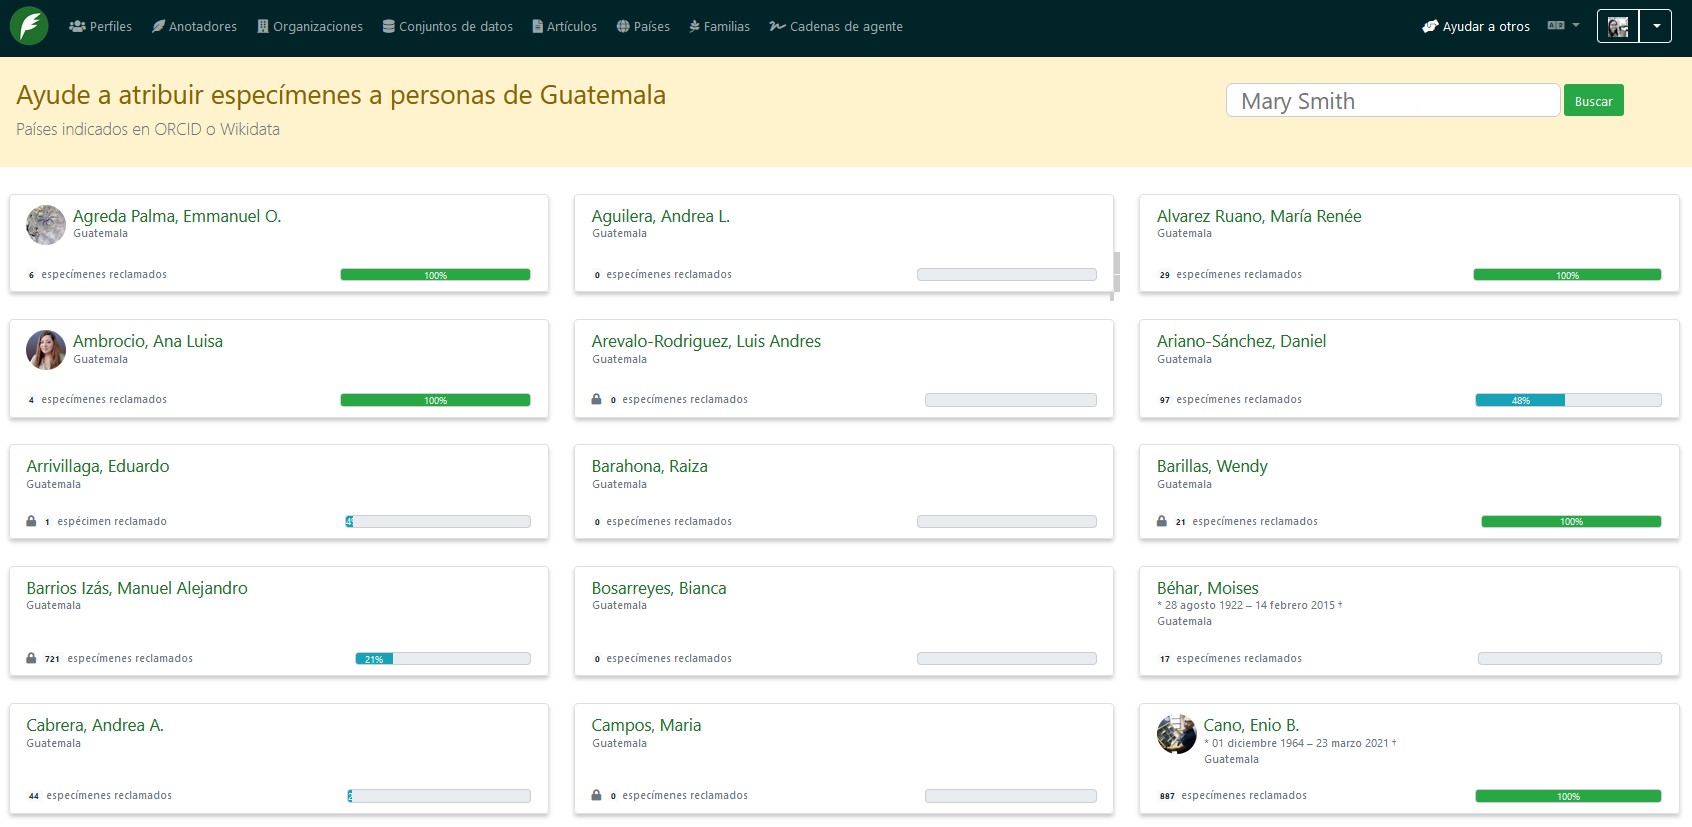 Perfiles Anotadores Organizaciones Conjuntos de datos Artículos Países Familias Cadenas de agente Ayudar a otros
Ayude a atribuir especímenes a personas de Guatemala
Mary Smith Buscar
Países indicados en ORCID o Wikidata
Agreda Palma, Emmanuel O.
Guatemala
6 especímenes reclamados 100%
Aguilera, Andrea L.
Guatemala
0 especímenes reclamados
Alvarez Ruano, María Renée
Guatemala
29 especímenes reclamados 100%
Ambrocio, Ana Luisa
Guatemala
4 especímenes reclamados 100%
Arevalo-Rodriguez, Luis Andres
Guatemala
0 especímenes reclamados
Ariano-Sánchez, Daniel
Guatemala
97 especímenes reclamados 48%
Arrivillaga, Eduardo
Guatemala
1 espécimen reclamado
Barahona, Raiza
Guatemala
0 especímenes reclamados
Barillas, Wendy
Guatemala
21 especímenes reclamados 100%
Barrios Izás, Manuel Alejandro
Guatemala
721 especímenes reclamados 21%
Bosarreyes, Bianca
Guatemala
0 especímenes reclamados
Béhar, Moises
* 28 agosto 1922 – 14 febrero 2015 †
Guatemala
17 especímenes reclamados
Cabrera, Andrea A.
Guatemala
44 especímenes reclamados
Campos, Maria
Guatemala
0 especímenes reclamados
Cano, Enio B.
* 01 diciembre 1964 – 23 marzo 2021 †
Guatemala
887 especímenes reclamados 100%